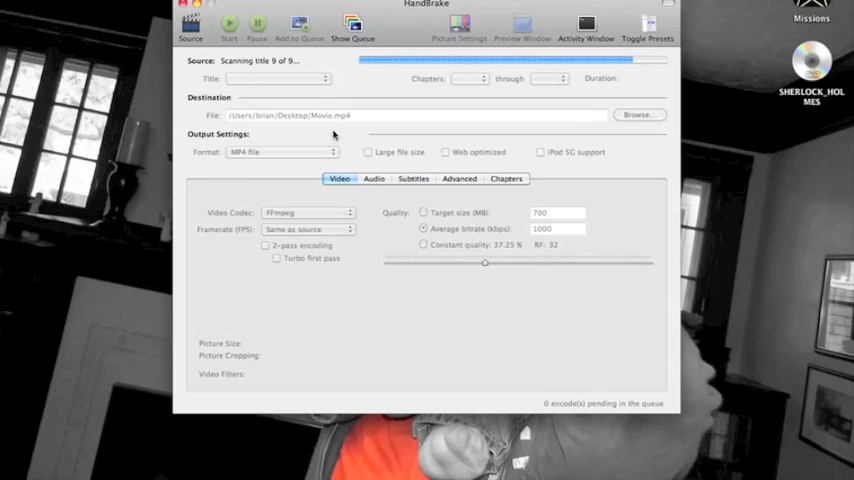 HandBrake
Source Start Pause Add to Queue Show Queue Picture Settings Preview Window Activity Window Toggle Presets
Missions
SHERLOCK_HOL
MES
Source: Scanning title 9 of 9...
Title: Chapters: through Duration:
Destination
File: /Users/brian/Desktop/Movie.mp4 Browse...
Output Settings:
Format: MP4 file Large file size Web optimized iPod 5G support
Video Audio Subtitles Advanced Chapters
Video Codec: FFmpeg Quality: Target size (MB): 700
Framerate (FPS): Same as source Average bitrate (kbps): 1000
2-pass encoding Constant quality: 37.25 % RF: 32
Turbo first pass
Picture Size:
Picture Cropping:
Video Filters:
0 encode(s) pending in the queue